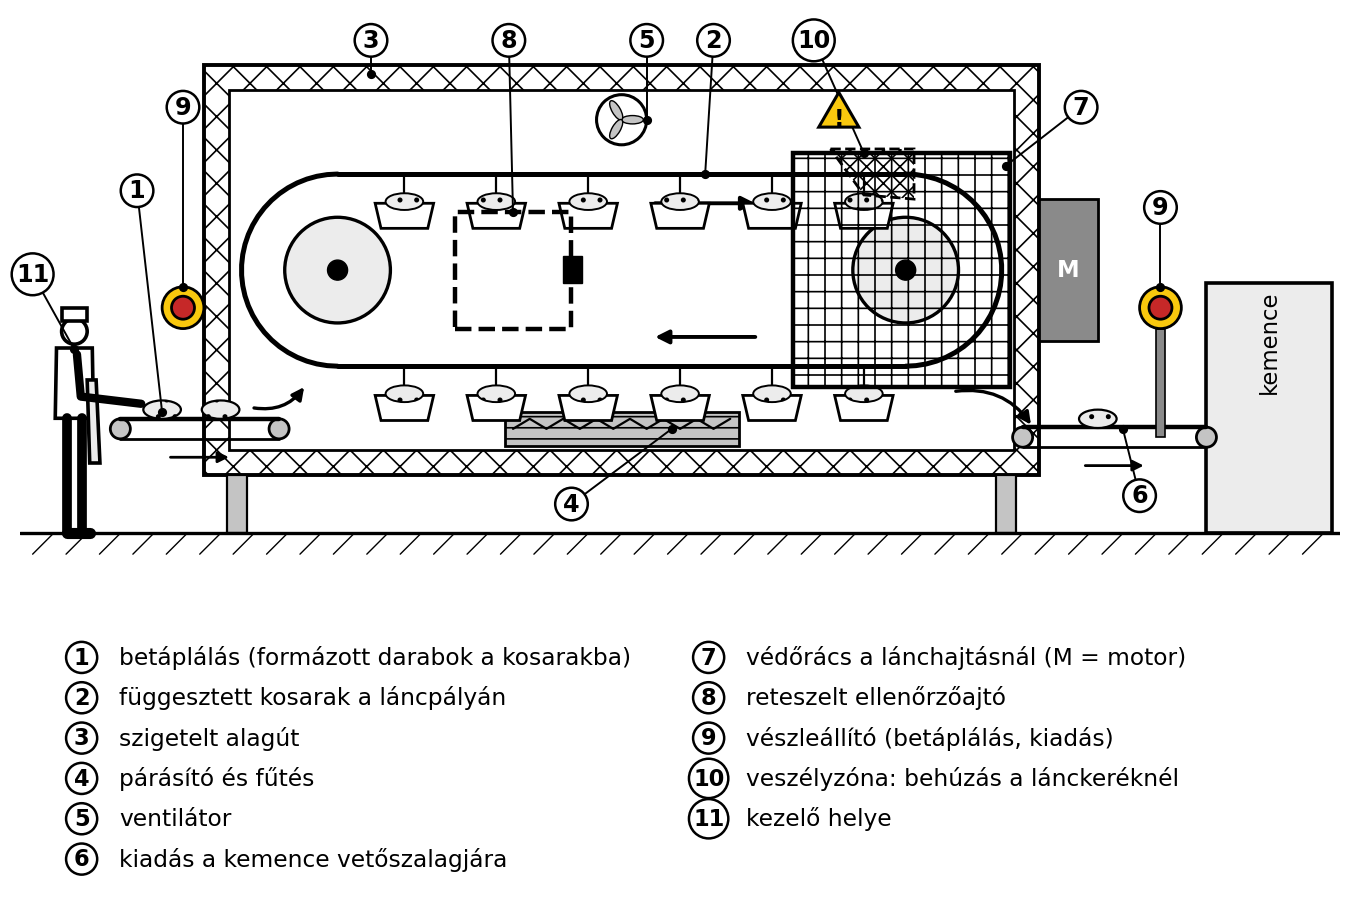 3 8 5 2 10
9 7
1 9
11 M
kemence
4 6
1 betáplálás (formázott darabok a kosarakba)
2 függesztett kosarak a láncpályán
3 szigetelt alagút
4 párásító és fűtés
5 ventilátor
6 kiadás a kemence vetőszalagjára
7 védőrács a lánchajtásnál (M = motor)
8 reteszelt ellenőrzőajtó
9 vészleállító (betáplálás, kiadás)
10 veszélyzóna: behúzás a lánckeréknél
11 kezelő helye